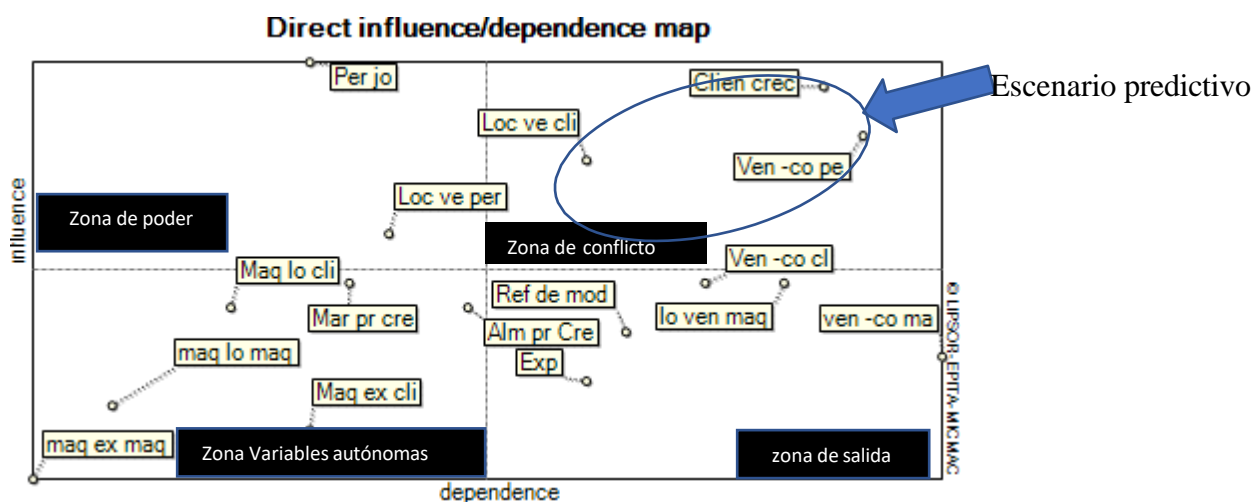 Direct influence/dependence map
Per jo
Clien crec
Escenario predictivo
Loc ve cli
Ven -co pe
Loc ve per
influence
Zona de poder
Zona de conflicto
Ven -co cl
Maq lo cli
Ref de mod
Mar pr cre
lo ven maq
ven -co ma
Alm pr Cre
maq lo maq
Exp
Maq ex cli
maq ex maq
Zona Variables autónomas
zona de salida
dependence
© LIPSOR-EPITA-MICMAC